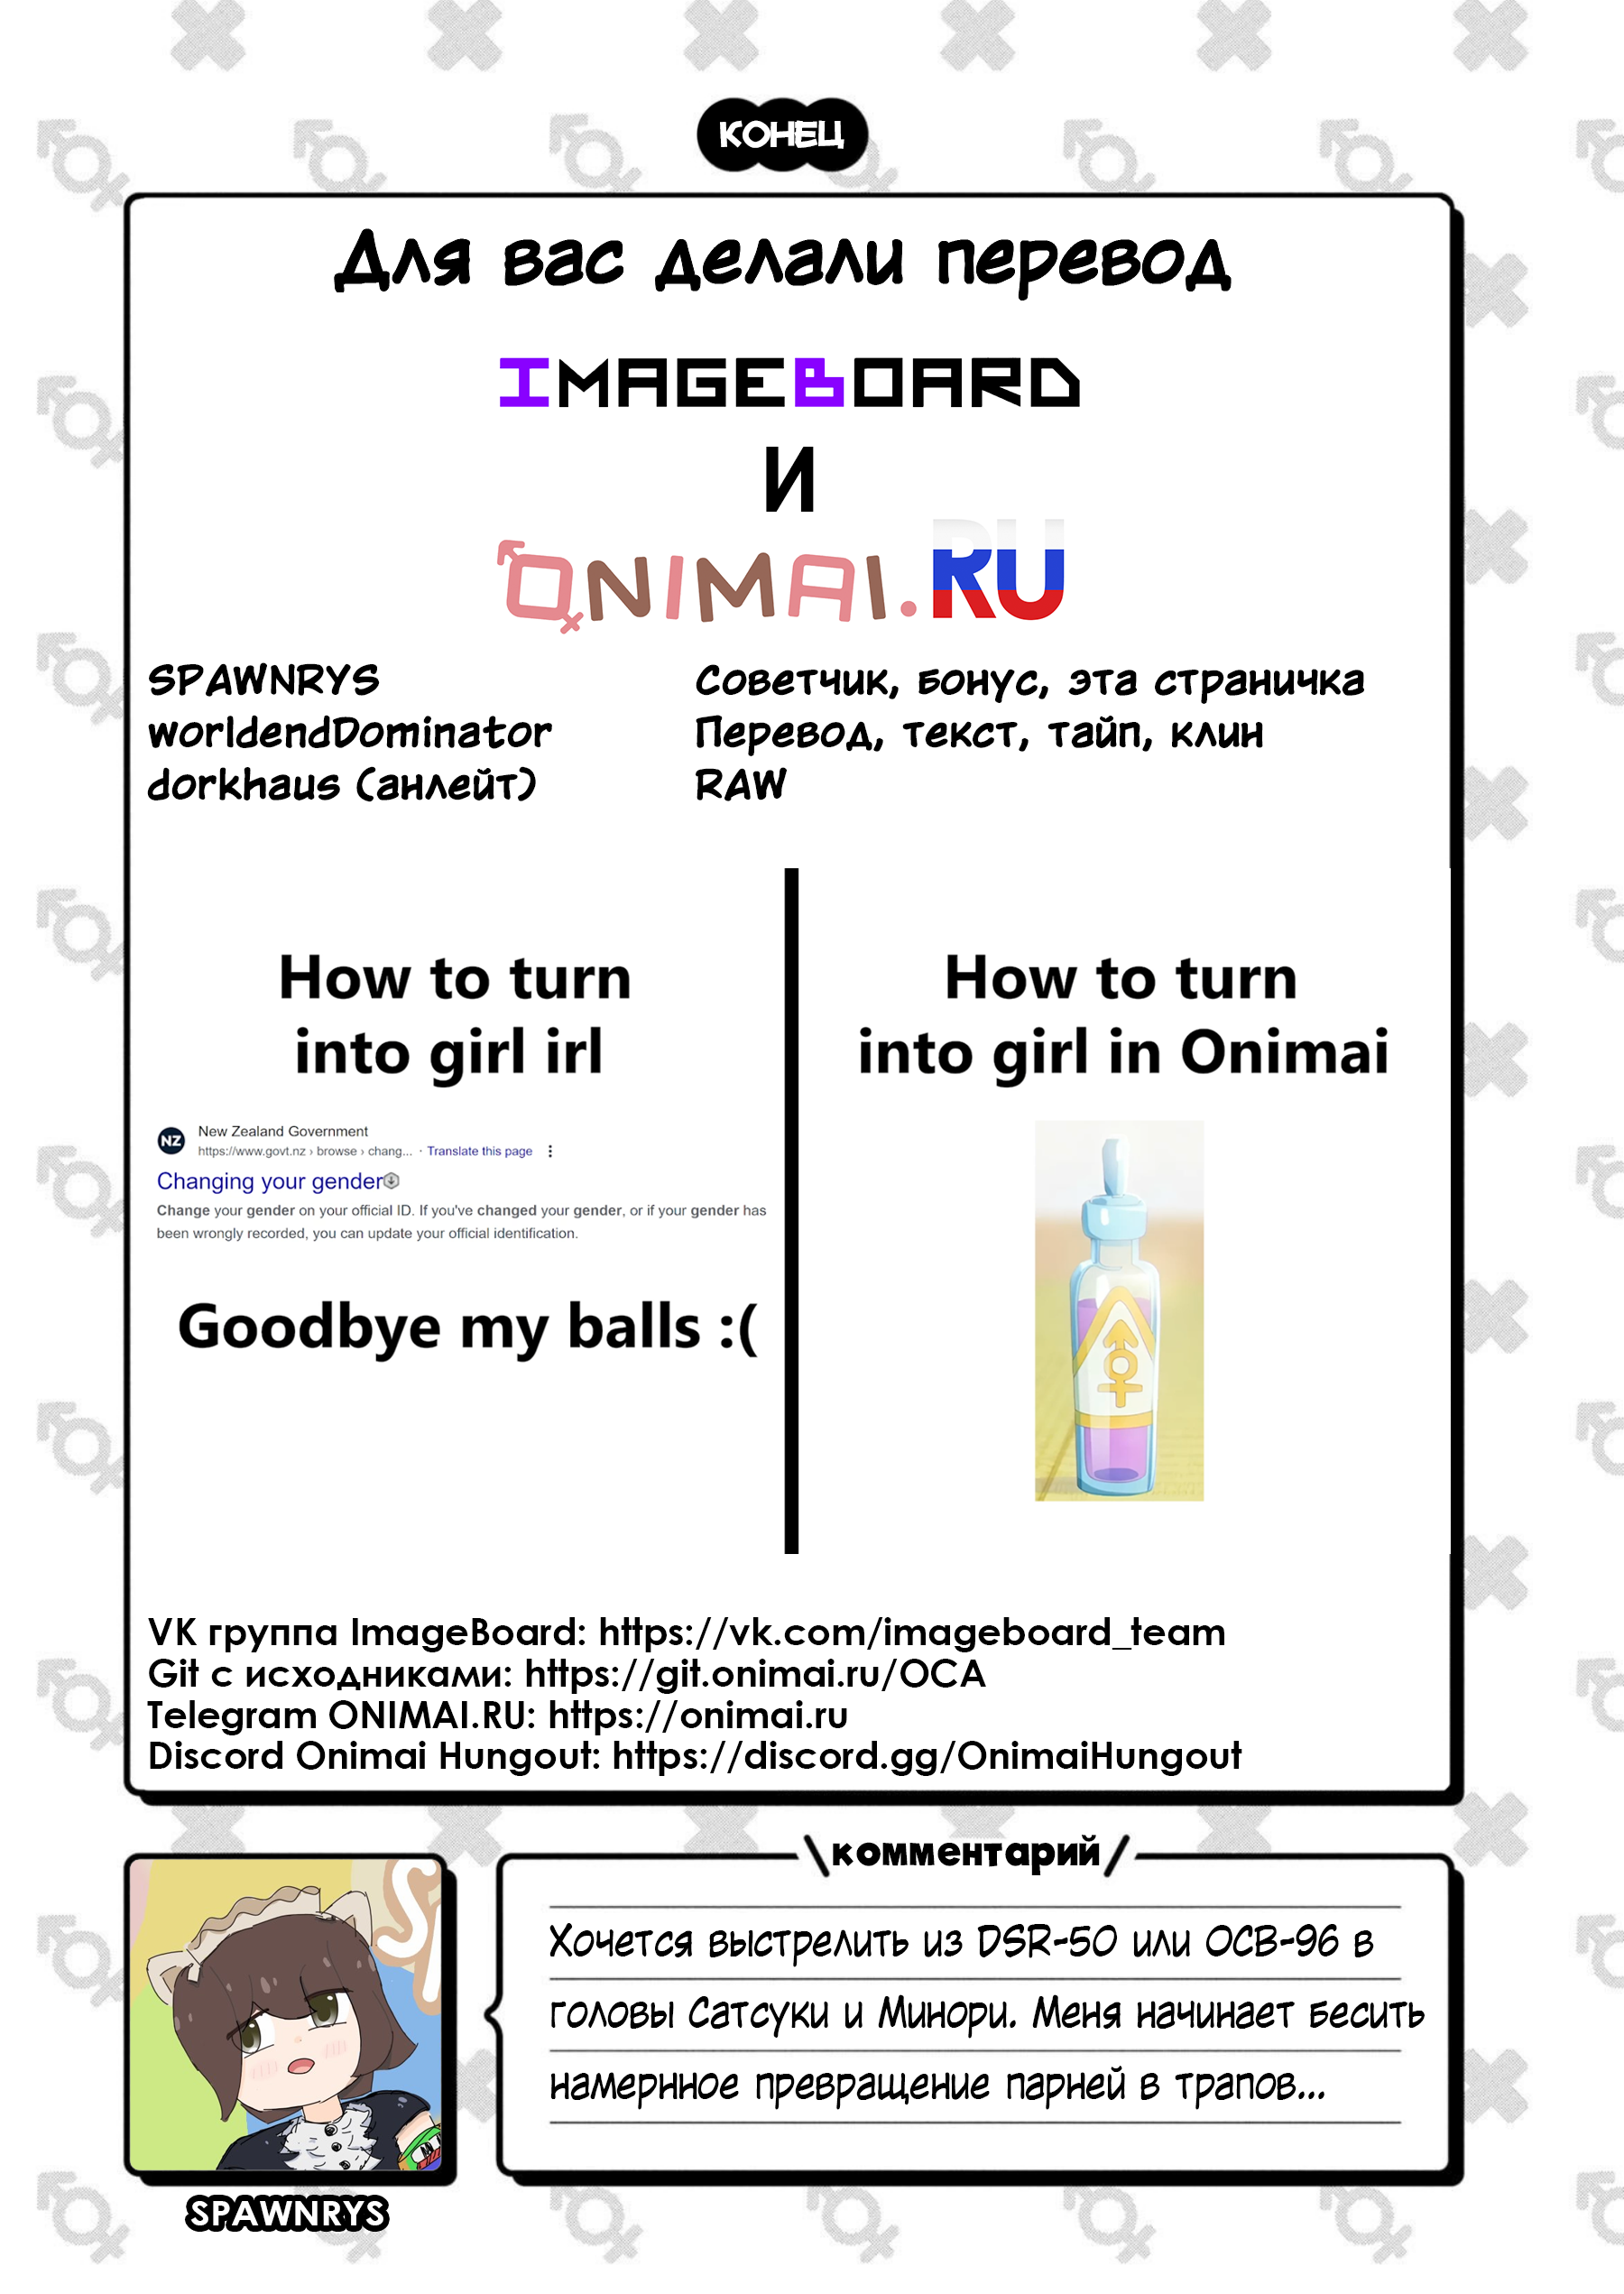 КОНЕЦ
Для вас делали перевод
IMAGEBOARD
И
ONIMAI.RU
SPAWNRYS Советчик, бонус, эта страничка
worldendDominator Перевод, текст, тайп, клин
dorkhaus (анлейт) RAW
How to turn
into girl irl
NZ
New Zealand Government
https://www.govt.nz › browse › chang... · Translate this page
Changing your gender
Change your gender on your official ID. If you've changed your gender, or if your gender has
been wrongly recorded, you can update your official identification.
Goodbye my balls :(
How to turn
into girl in Onimai
VK группа ImageBoard: https://vk.com/imageboard_team
Git с исходниками: https://git.onimai.ru/OCA
Telegram ONIMAI.RU: https://onimai.ru
Discord Onimai Hungout: https://discord.gg/OnimaiHungout
\комментарий/
Хочется выстрелить из DSR-50 или ОСВ-96 в
головы Сатсуки и Минори. Меня начинает бесить
намернное превращение парней в трапов...
SPAWNRYS